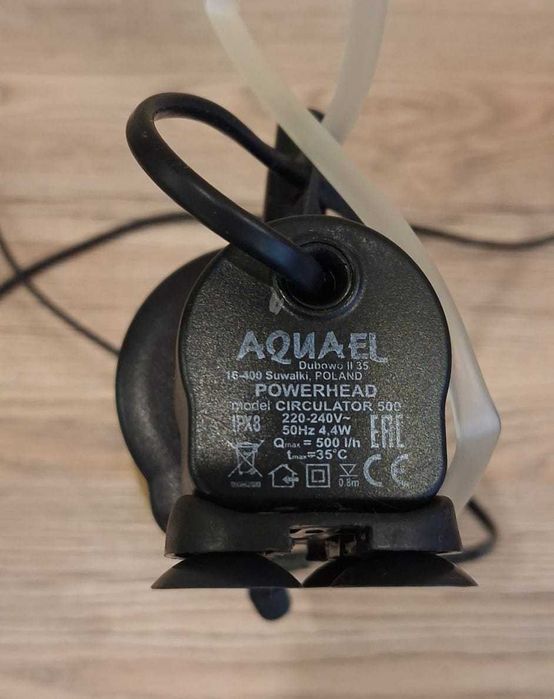 AQUAEL
Dubowo II 35
16-400 Suwałki, POLAND
POWERHEAD
model CIRCULATOR 500
IPX8 220-240V~
50Hz 4,4W
Qmax = 500 l/h
tmax=35°C
EAC
0.8m CE